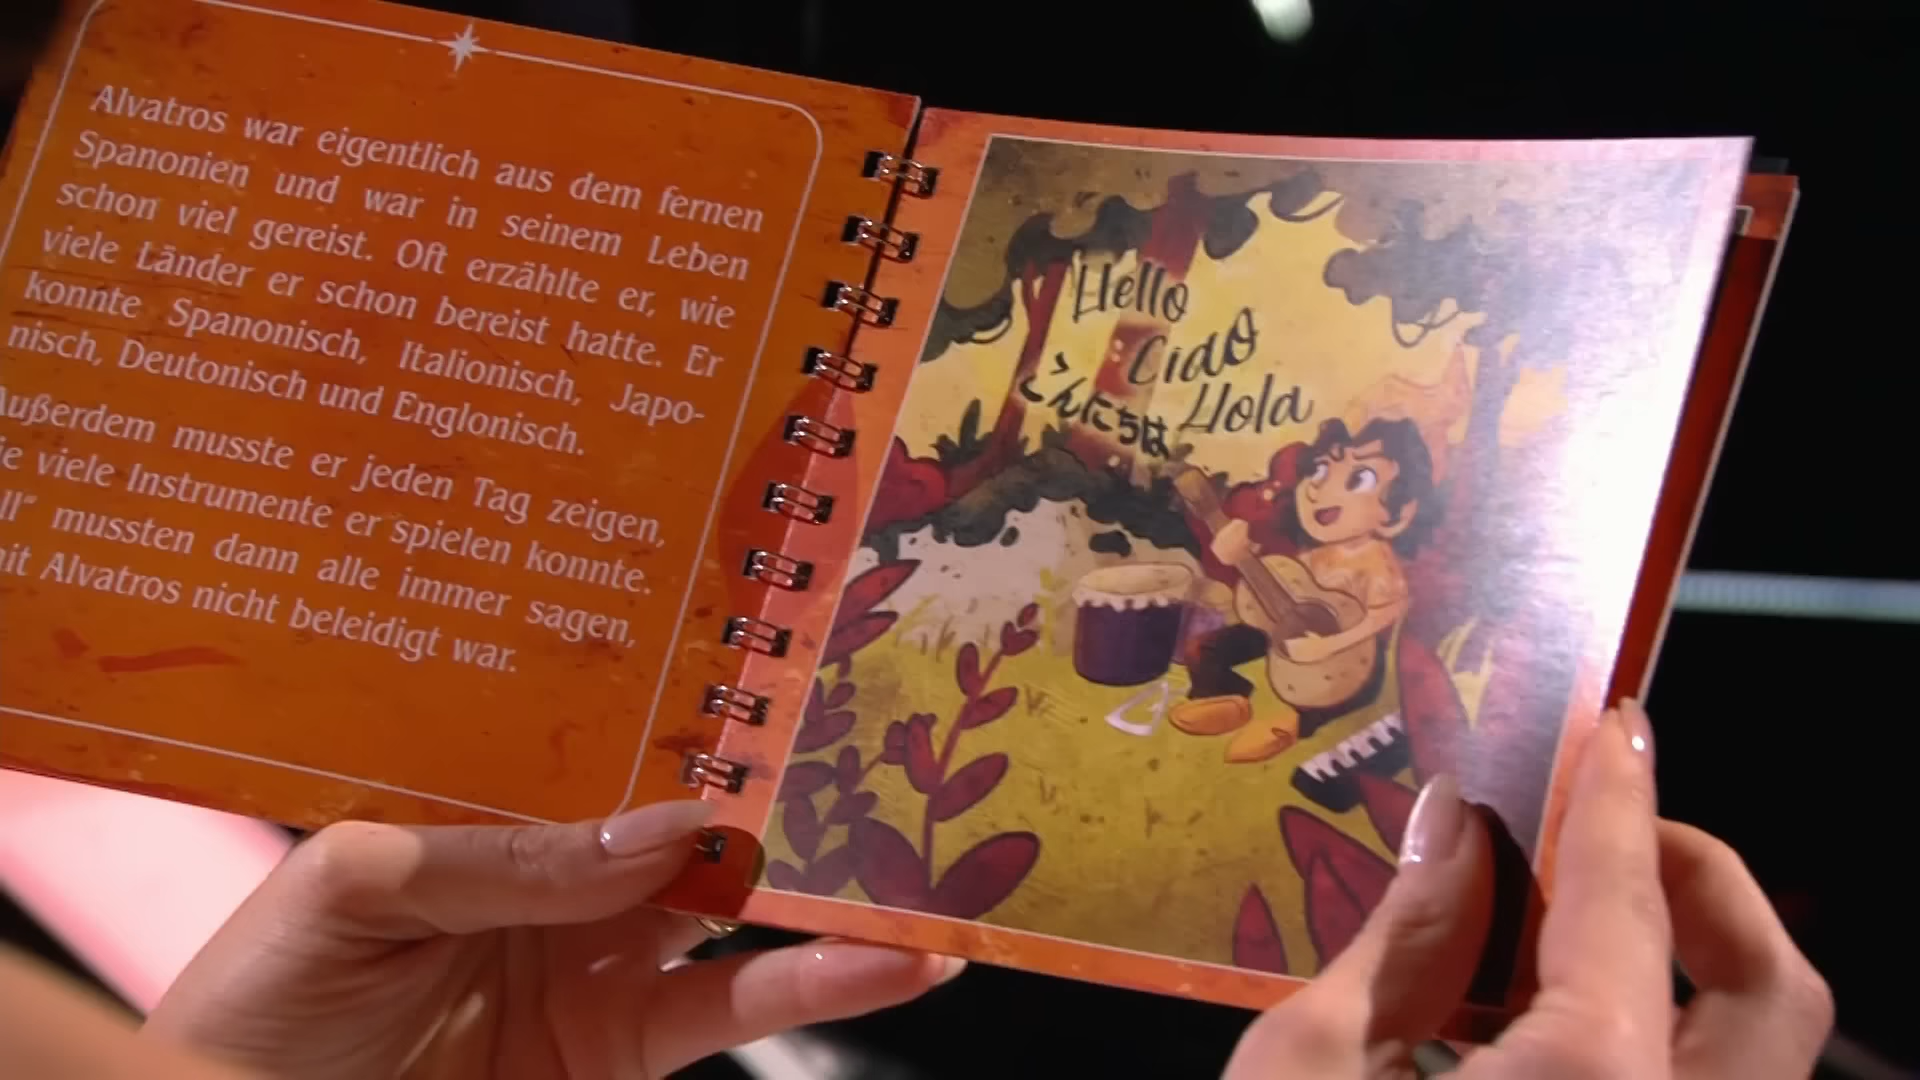 Alvatros war eigentlich aus dem fernen
Spanonien und war in seinem Leben
schon viel gereist. Oft erzählte er, wie
viele Länder er schon bereist hatte. Er
konnte Spanonisch, Italionisch, Japo-
nisch, Deutonisch und Englonisch.
Außerdem musste er jeden Tag zeigen,
viele Instrumente er spielen konnte.
mussten dann alle immer sagen,
Alvatros nicht beleidigt war.
Hello
Ciao
こんにちは Hola